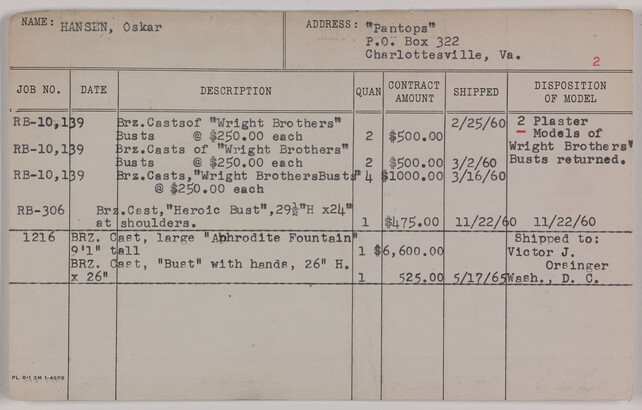 NAME: HANSEN, Oskar
ADDRESS: "Pantops"
P.O. Box 322
Charlottesville, Va.
2
JOB NO. DATE DESCRIPTION QUAN CONTRACT AMOUNT SHIPPED DISPOSITION OF MODEL
RB-10,139 Brz.Castsof "Wright Brothers" 2/25/60 2 Plaster
Busts @ $250.00 each 2 $500.00 - Models of
RB-10,139 Brz.Casts of "Wright Brothers" Wright Brothers"
Busts @ $250.00 each 2 $500.00 3/2/60 Busts returned.
RB-10,139 Brz.Casts,"Wright BrothersBusts" 4 $1000.00 3/16/60
@ $250.00 each
RB-306 Brz.Cast,"Heroic Bust",29½"H x24"
at shoulders. 1 $475.00 11/22/60 11/22/60
1216 BRZ. Cast, large "Aphrodite Fountain" Shipped to:
9'1" tall 1 $6,600.00 Victor J.
BRZ. Cast, "Bust" with hands, 26" H. Orsinger
x 26" 1 525.00 5/17/65 Wash., D. C.